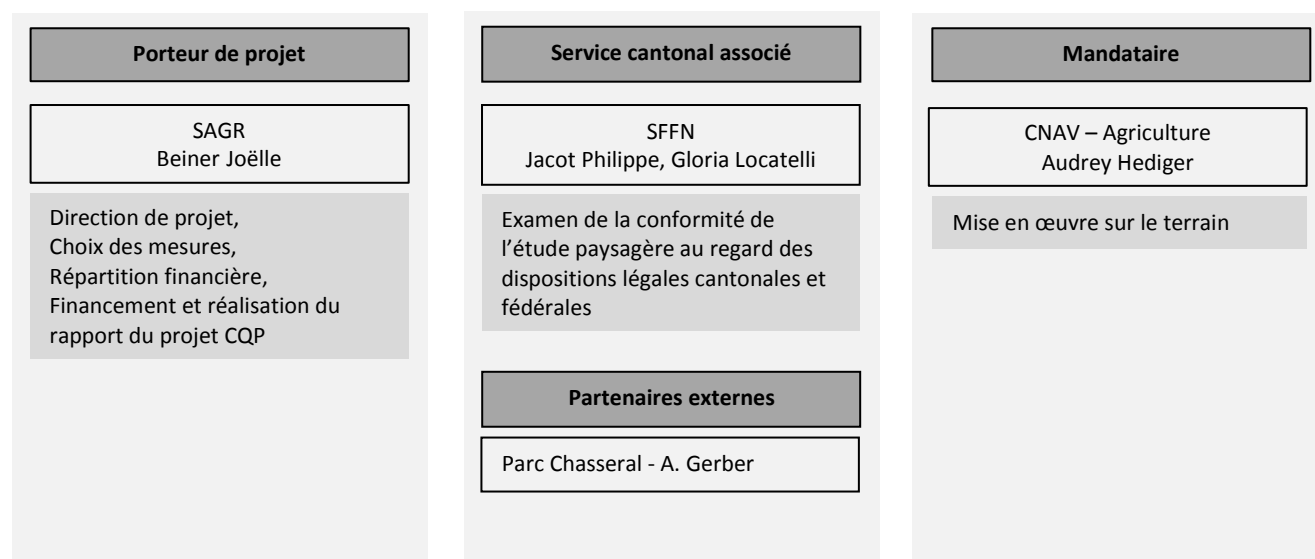 Porteur de projet
SAGR
Beiner Joëlle
Direction de projet,
Choix des mesures,
Répartition financière,
Financement et réalisation du
rapport du projet CQP
Service cantonal associé
SFFN
Jacot Philippe, Gloria Locatelli
Examen de la conformité de
l’étude paysagère au regard des
dispositions légales cantonales et
fédérales
Partenaires externes
Parc Chasseral - A. Gerber
Mandataire
CNAV – Agriculture
Audrey Hediger
Mise en œuvre sur le terrain